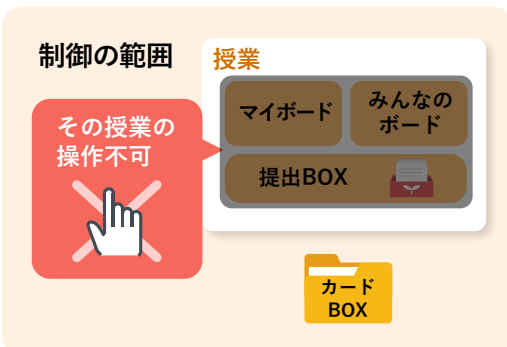 制御の範囲
授業
その授業の
操作不可
マイボード
みんなの
ボード
提出BOX
カード
BOX